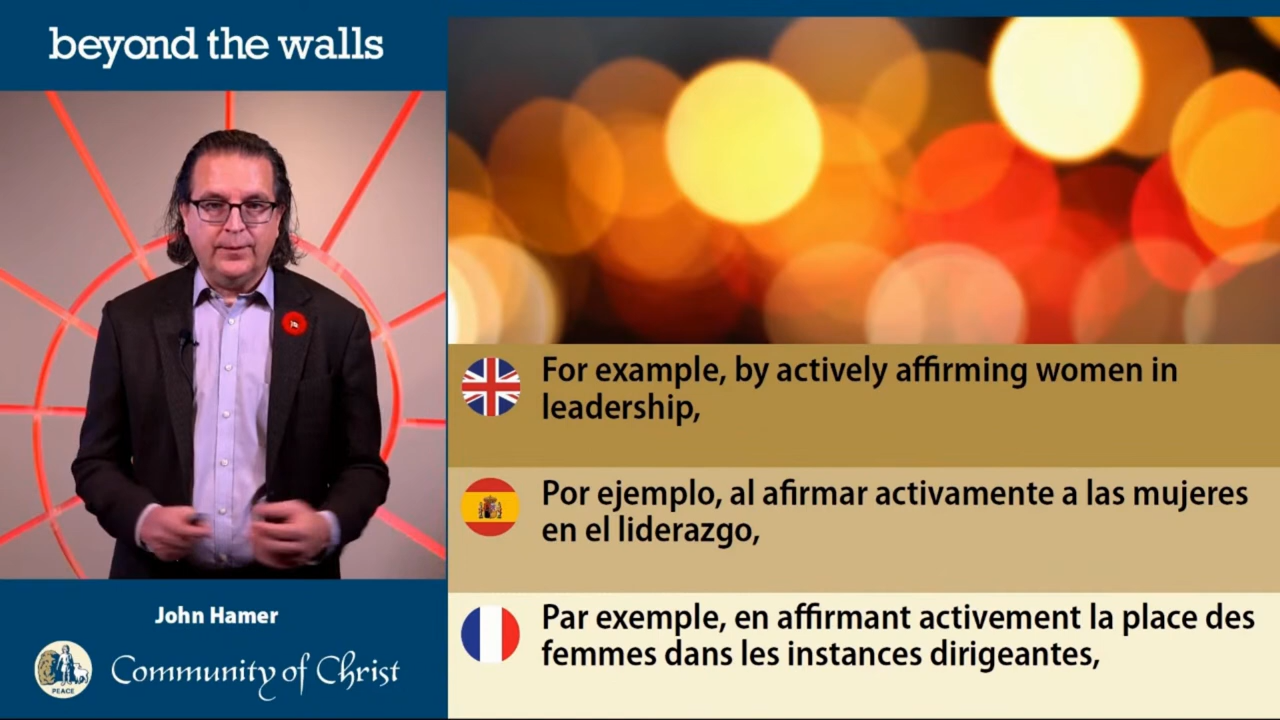 beyond the walls
For example, by actively affirming women in
leadership,
Por ejemplo, al afirmar activamente a las mujeres
en el liderazgo,
Par exemple, en affirmant activement la place des
femmes dans les instances dirigeantes,
John Hamer
Community of Christ
PEACE